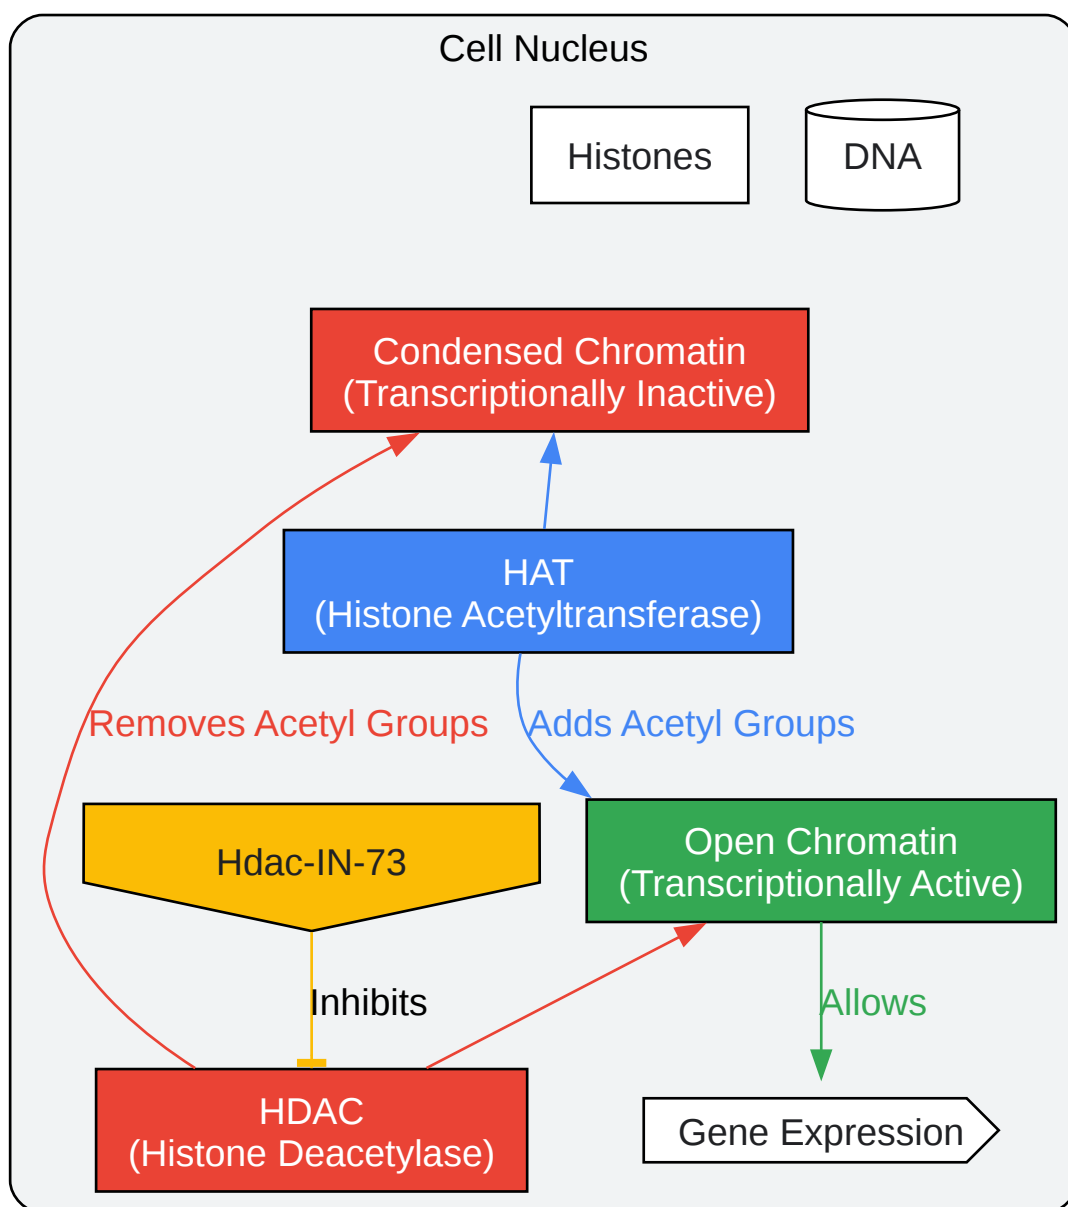 Cell Nucleus
Histones
DNA
Condensed Chromatin
(Transcriptionally Inactive)
HAT
(Histone Acetyltransferase)
Removes Acetyl Groups
Adds Acetyl Groups
Hdac-IN-73
Open Chromatin
(Transcriptionally Active)
Inhibits
Allows
HDAC
(Histone Deacetylase)
Gene Expression